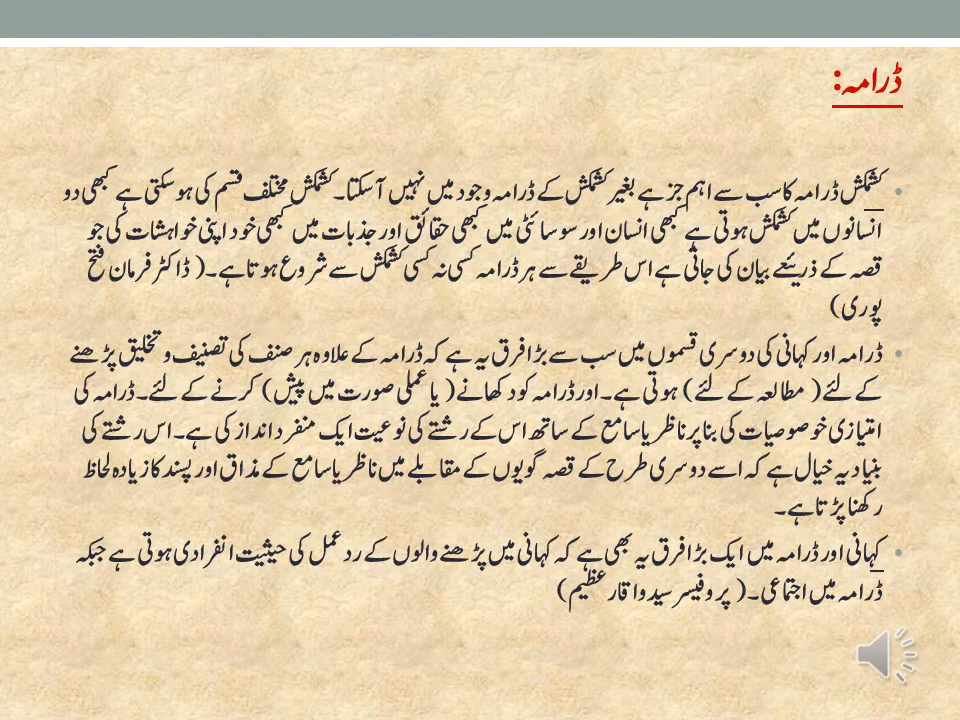 ڈرامہ:
کشمکش ڈرامہ کا سب سے اہم جز ہے بغیر کشمکش کے ڈرامہ وجود میں نہیں آسکتا۔ کشمکش مختلف قسم کی ہو سکتی ہے کبھی دو
انسانوں میں کشمکش ہوتی ہے کبھی انسان اور سوسائٹی میں کبھی حقائق اور جذبات میں کبھی خود اپنی خواہشات کی جو
قصہ کے ذریئعے بیان کی جاتی ہے اس طریقے سے ہر ڈرامہ کسی نہ کسی کشمکش سے شروع ہوتا ہے۔( ڈاکٹر فرمان فتح
پوری)
ڈرامہ اور کہانی کی دوسری قسموں میں سب سے بڑا فرق یہ ہے کہ ڈرامہ کے علاوہ ہر صنف کی تصنیف و تخلیق پڑھنے
کے لئے( مطالعہ کے لئے) ہوتی ہے۔ اور ڈرامہ کو دکھانے( یا عملی صورت میں پیش) کرنے کے لئے۔ ڈرامہ کی
امتیازی خصوصیات کی بنا پر ناظر یا سامع کے ساتھ اس کے رشتے کی نوعیت ایک منفرد انداز کی ہے۔ اس رشتے کی
بنیاد یہ خیال ہے کہ اسے دوسری طرح کے قصہ گویوں کے مقابلے میں ناظر یا سامع کے مذاق اور پسند کا زیادہ لحاظ
رکھنا پڑتا ہے۔
کہانی اور ڈرامہ میں ایک بڑا فرق یہ بھی ہے کہ کہانی میں پڑھنے والوں کے رد عمل کی حیثیت انفرادی ہوتی ہے جبکہ
ڈرامہ میں اجتماعی۔( پروفیسر سید واقار عظیم)